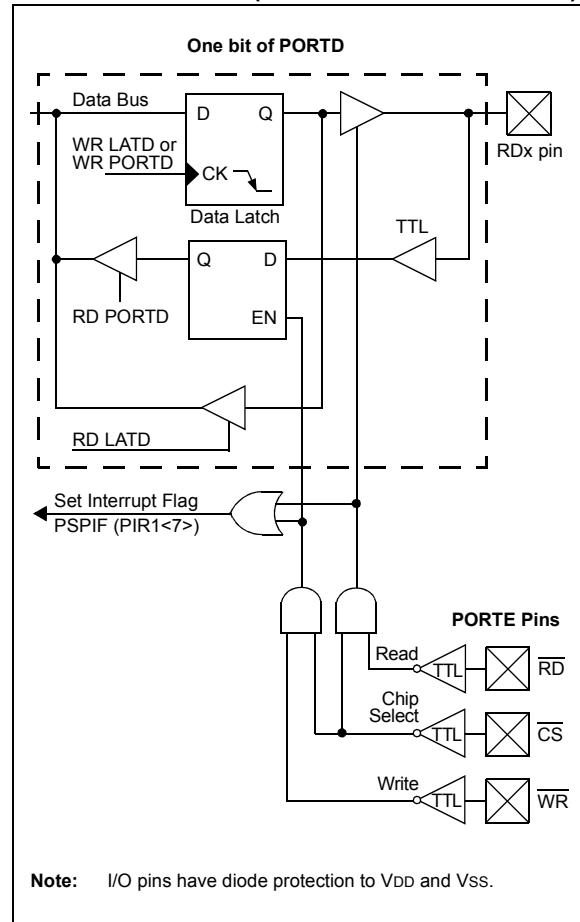 One bit of PORTD
Data Bus
D Q
WR LATD or
WR PORTD
CK
Data Latch
RDx pin
TTL
Q D
EN
RD PORTD
RD LATD
Set Interrupt Flag
PSPIF (PIR1<7>)
PORTE Pins
Read
TTL
RD
Chip
Select
TTL
CS
Write
TTL
WR
Note: I/O pins have diode protection to VDD and VSS.